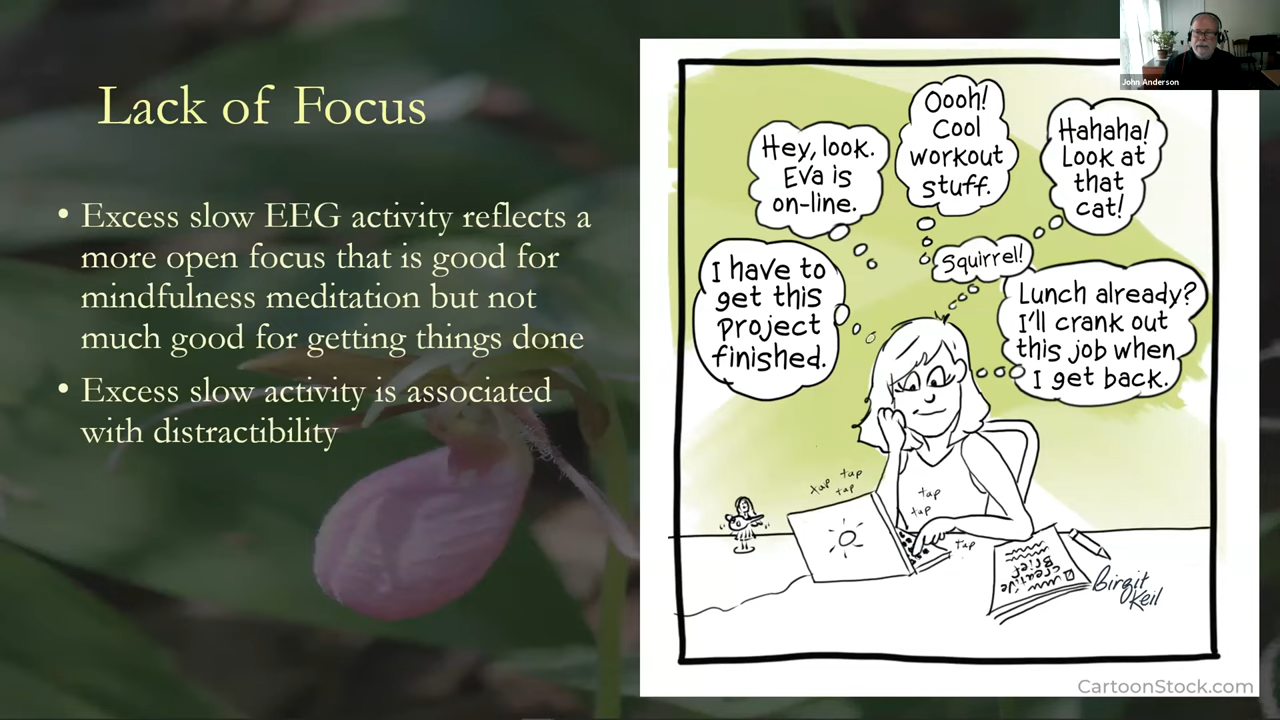 Lack of Focus
• Excess slow EEG activity reflects a
more open focus that is good for
mindfulness meditation but not
much good for getting things done
• Excess slow activity is associated
with distractibility
John Anderson
Hey, look.
Eva is
on-line.
Oooh!
Cool
workout
stuff.
Hahaha!
Look at
that
cat!
I have to
get this
project
finished.
Squirrel!
Lunch already?
I'll crank out
this job when
I get back.
tap
tap
tap
tap
tap
tap
Creative
Brief
Birgit
Keil
CartoonStock.com